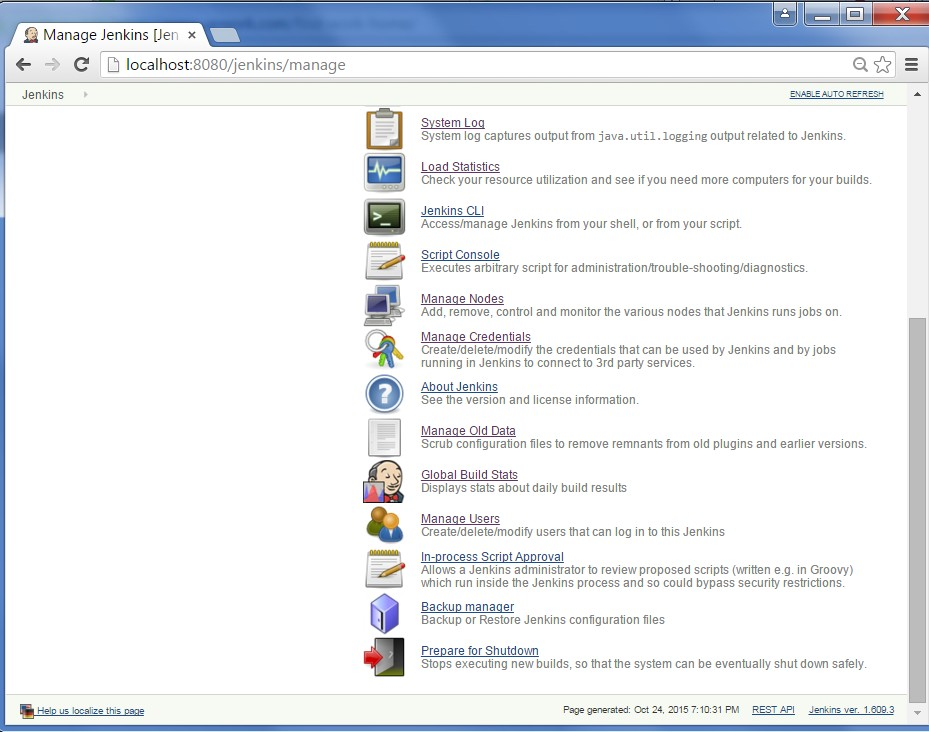 Manage Jenkins [Jen
localhost:8080/jenkins/manage
Jenkins
ENABLE AUTO REFRESH
System Log
System log captures output from java.util.logging output related to Jenkins.
Load Statistics
Check your resource utilization and see if you need more computers for your builds.
Jenkins CLI
Access/manage Jenkins from your shell, or from your script.
Script Console
Executes arbitrary script for administration/trouble-shooting/diagnostics.
Manage Nodes
Add, remove, control and monitor the various nodes that Jenkins runs jobs on.
Manage Credentials
Create/delete/modify the credentials that can be used by Jenkins and by jobs
running in Jenkins to connect to 3rd party services.
About Jenkins
See the version and license information.
Manage Old Data
Scrub configuration files to remove remnants from old plugins and earlier versions.
Global Build Stats
Displays stats about daily build results
Manage Users
Create/delete/modify users that can log in to this Jenkins
In-process Script Approval
Allows a Jenkins administrator to review proposed scripts (written e.g. in Groovy)
which run inside the Jenkins process and so could bypass security restrictions.
Backup manager
Backup or Restore Jenkins configuration files
Prepare for Shutdown
Stops executing new builds, so that the system can be eventually shut down safely.
Help us localize this page
Page generated: Oct 24, 2015 7:10:31 PM
REST API
Jenkins ver. 1.609.3